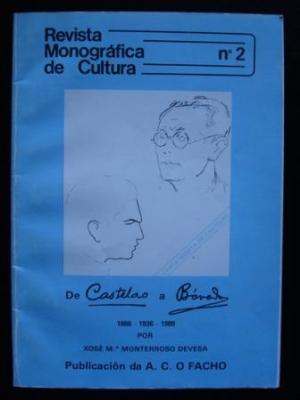 Revista
Monográfica
de Cultura
nº 2
De Castelao a Bóveda
1886 - 1936 - 1986
POR
XOSÉ M.ª MONTERROSO DEVESA
Publicación da A. C. O FACHO